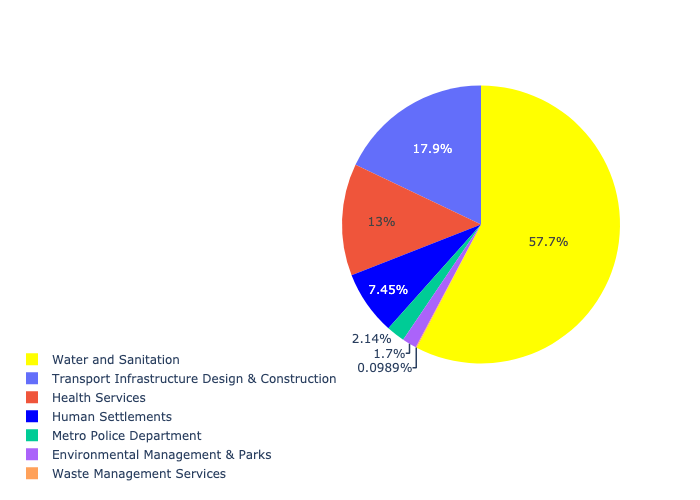 17.9%
13%
57.7%
7.45%
2.14%
1.7%
0.0989%
Water and Sanitation
Transport Infrastructure Design & Construction
Health Services
Human Settlements
Metro Police Department
Environmental Management & Parks
Waste Management Services